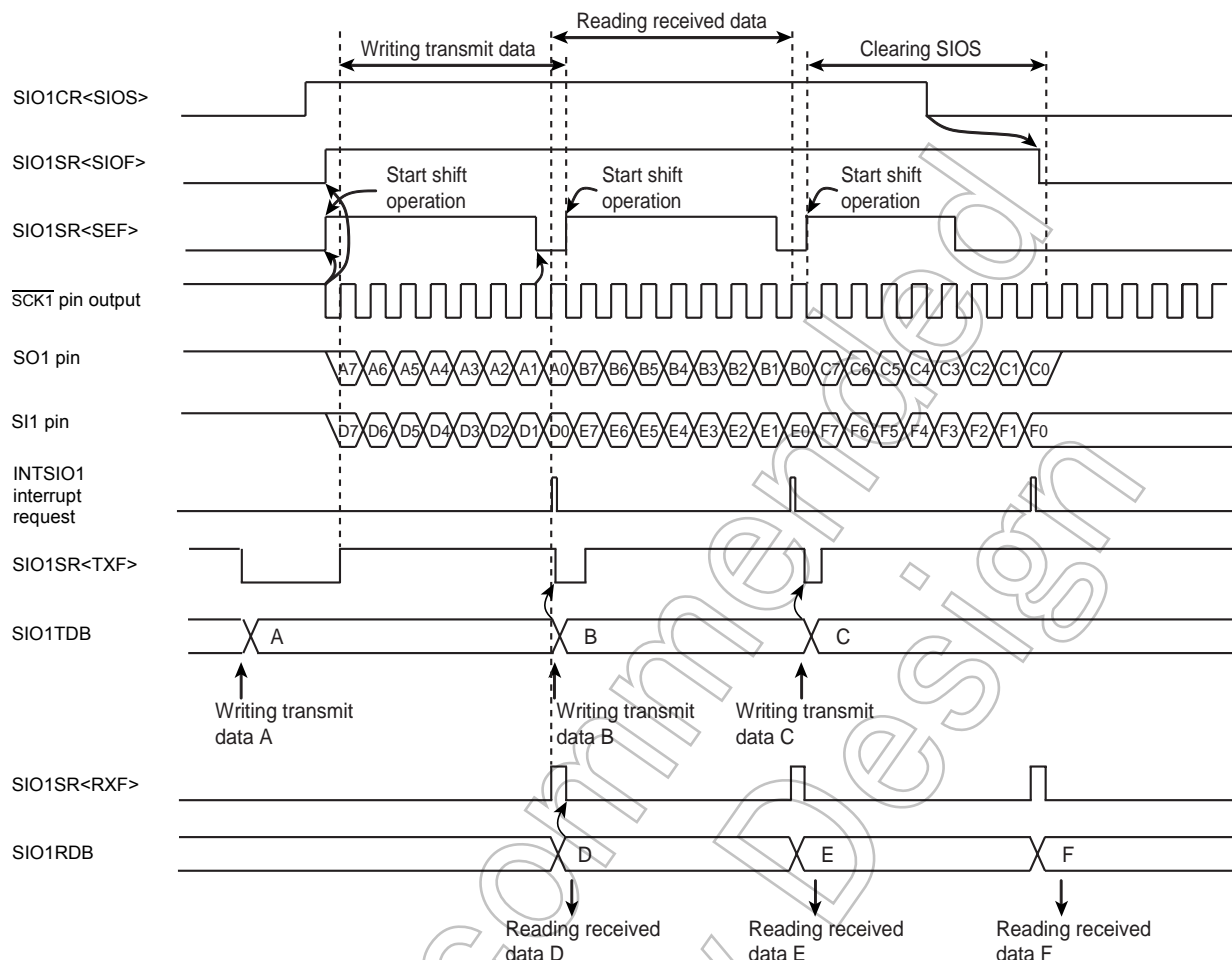 Reading received data
Writing transmit data
Clearing SIOS
SIO1CR<SIOS>
SIO1SR<SIOF>
Start shift
operation
Start shift
operation
Start shift
operation
SIO1SR<SEF>
SCK1 pin output
SO1 pin
A7 A6 A5 A4 A3 A2 A1 A0 B7 B6 B5 B4 B3 B2 B1 B0 C7 C6 C5 C4 C3 C2 C1 C0
SI1 pin
D7 D6 D5 D4 D3 D2 D1 D0 E7 E6 E5 E4 E3 E2 E1 E0 F7 F6 F5 F4 F3 F2 F1 F0
INTSIO1
interrupt
request
SIO1SR<TXF>
SIO1TDB
A B C
Writing transmit
data A
Writing transmit
data B
Writing transmit
data C
SIO1SR<RXF>
SIO1RDB
D E F
Reading received
data D
Reading received
data E
Reading received
data F
commended
Design